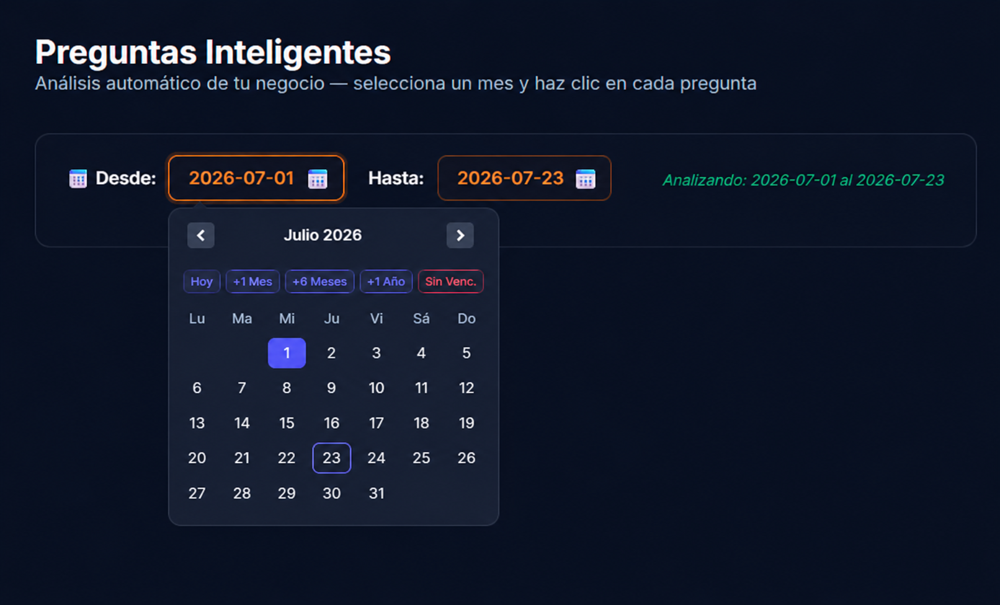 Preguntas Inteligentes
Análisis automático de tu negocio — selecciona un mes y haz clic en cada pregunta
Desde: 2026-07-01 Hasta: 2026-07-23 Analizando: 2026-07-01 al 2026-07-23
Julio 2026
Hoy +1 Mes +6 Meses +1 Año Sin Venc.
Lu Ma Mi Ju Vi Sá Do
1 2 3 4 5
6 7 8 9 10 11 12
13 14 15 16 17 18 19
20 21 22 23 24 25 26
27 28 29 30 31